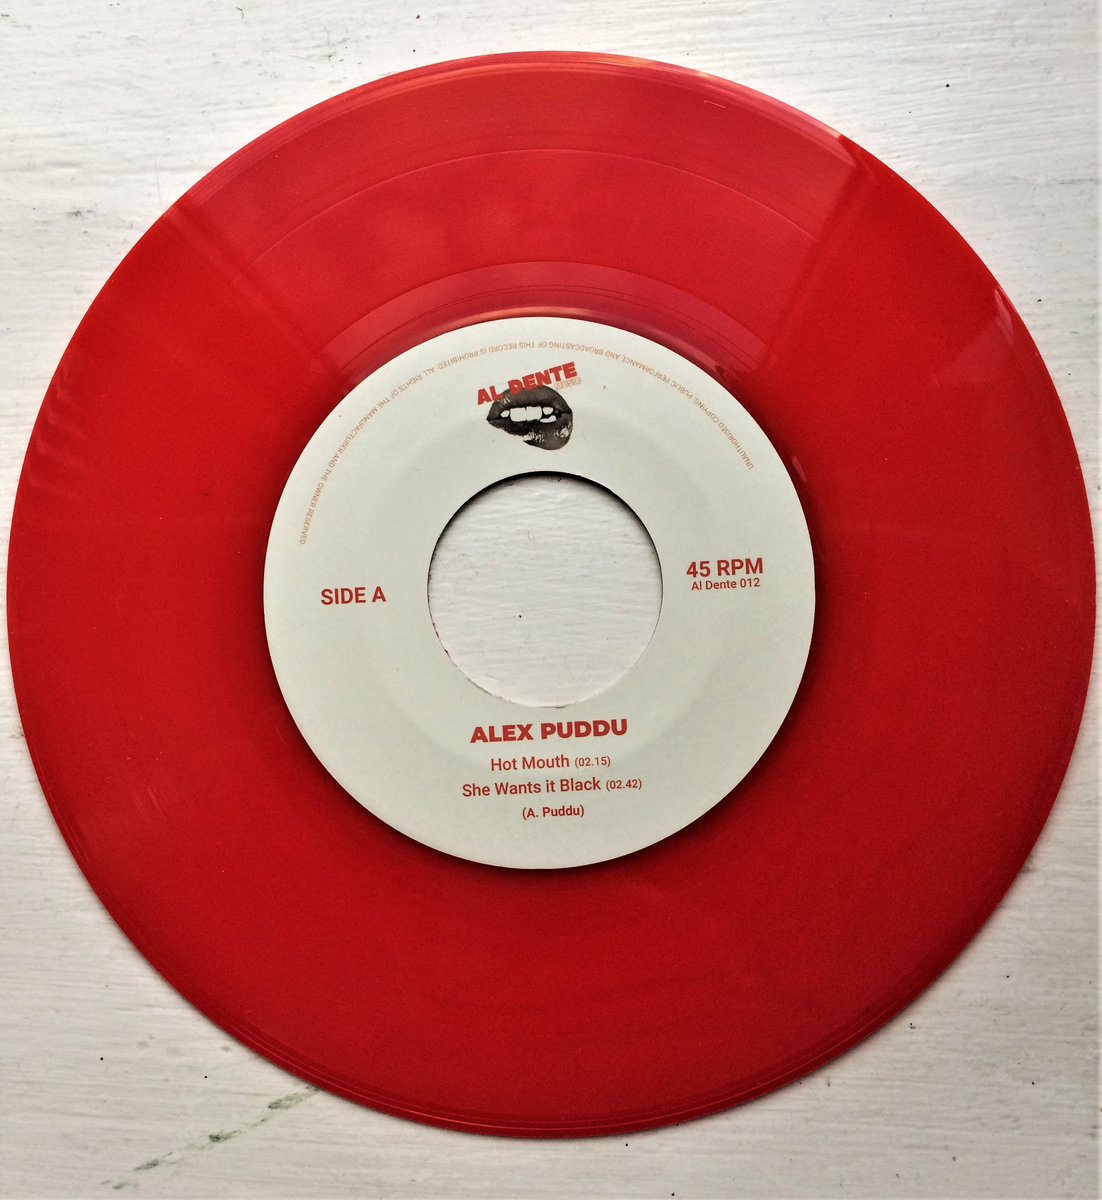 UNAUTHORISED COPYING, PUBLIC PERFORMANCE AND BROADCASTING OF THIS RECORD IS PROHIBITED. ALL RIGHTS OF THE MANUFACTURER AND THE OWNER RESERVED.
AL DENTE
SIDE A
45 RPM
Al Dente 012
ALEX PUDDU
Hot Mouth (02.15)
She Wants it Black (02.42)
(A. Puddu)